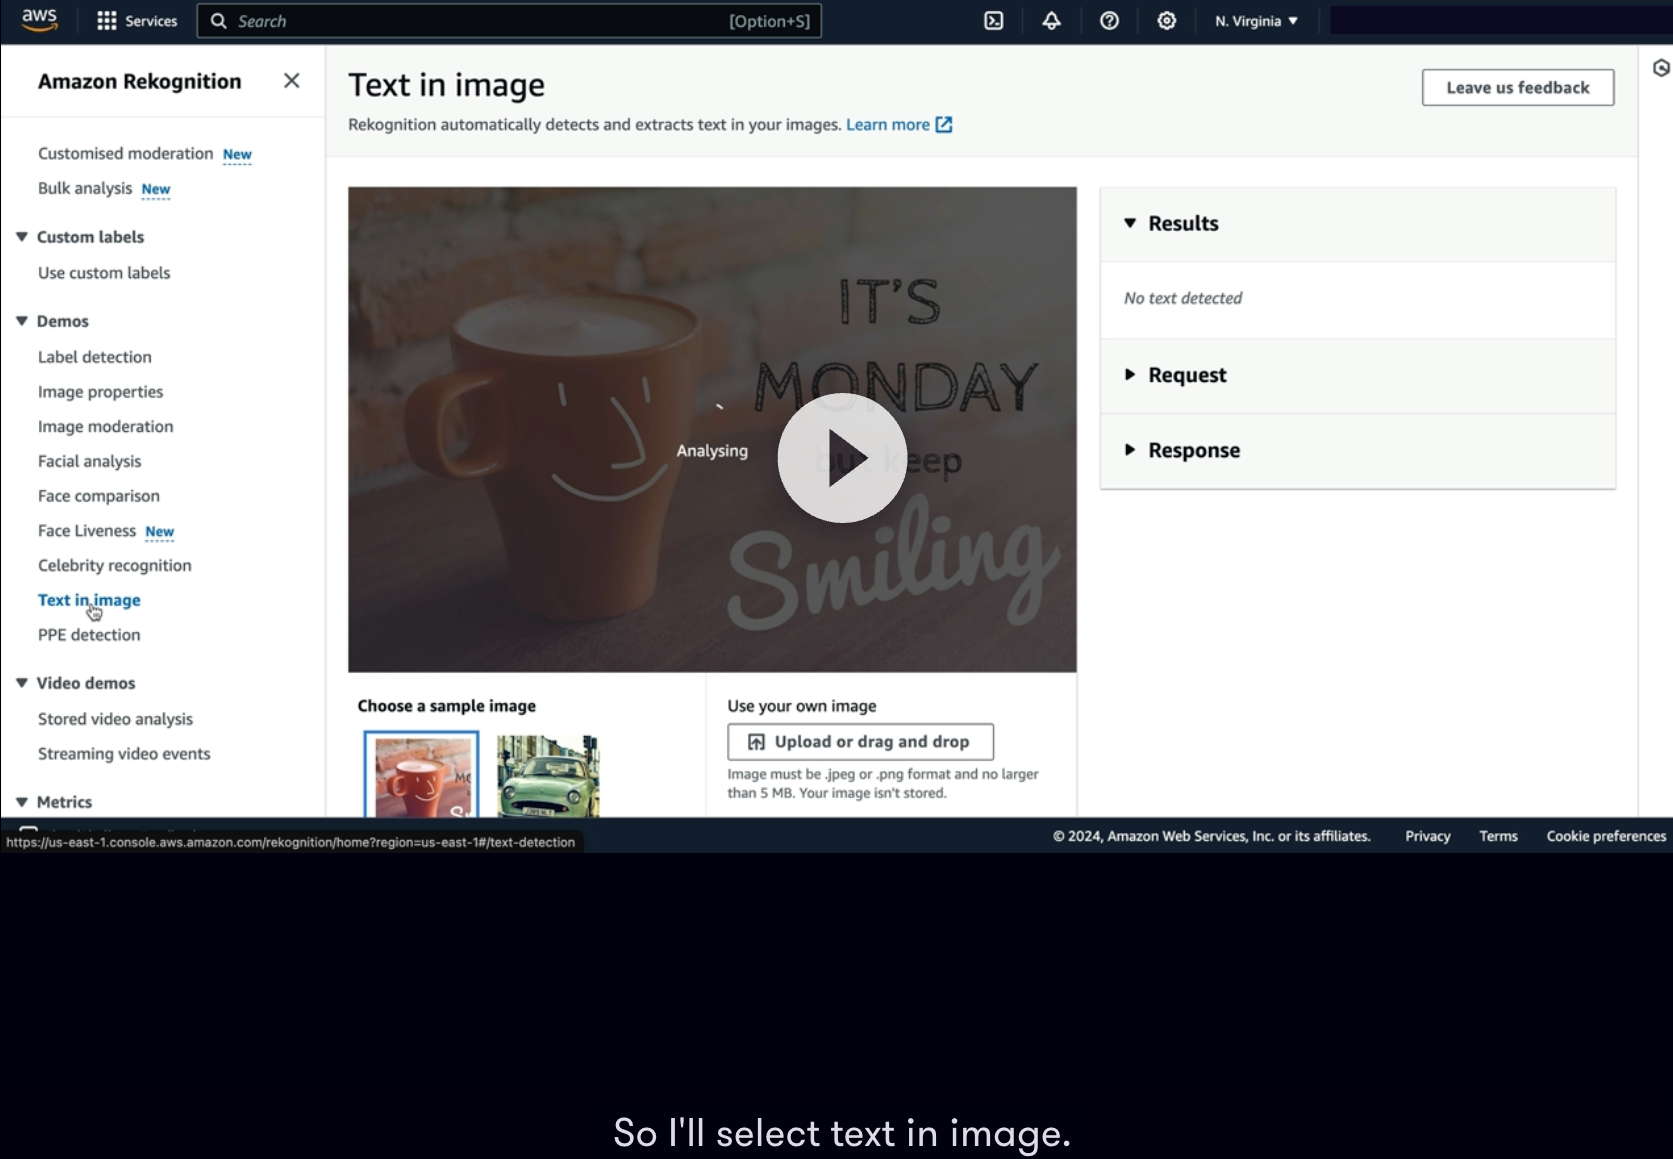 aws
Services
Search
[Option+S]
N. Virginia
Amazon Rekognition
Customised moderation New
Bulk analysis New
Custom labels
Use custom labels
Demos
Label detection
Image properties
Image moderation
Facial analysis
Face comparison
Face Liveness New
Celebrity recognition
Text in image
PPE detection
Video demos
Stored video analysis
Streaming video events
Metrics
Text in image
Leave us feedback
Rekognition automatically detects and extracts text in your images. Learn more
IT'S
MONDAY
but keep
Smiling
Analysing
Results
No text detected
Request
Response
Choose a sample image
Use your own image
Upload or drag and drop
Image must be .jpeg or .png format and no larger
than 5 MB. Your image isn't stored.
https://us-east-1.console.aws.amazon.com/rekognition/home?region=us-east-1#/text-detection
© 2024, Amazon Web Services, Inc. or its affiliates.
Privacy
Terms
Cookie preferences
So I'll select text in image.